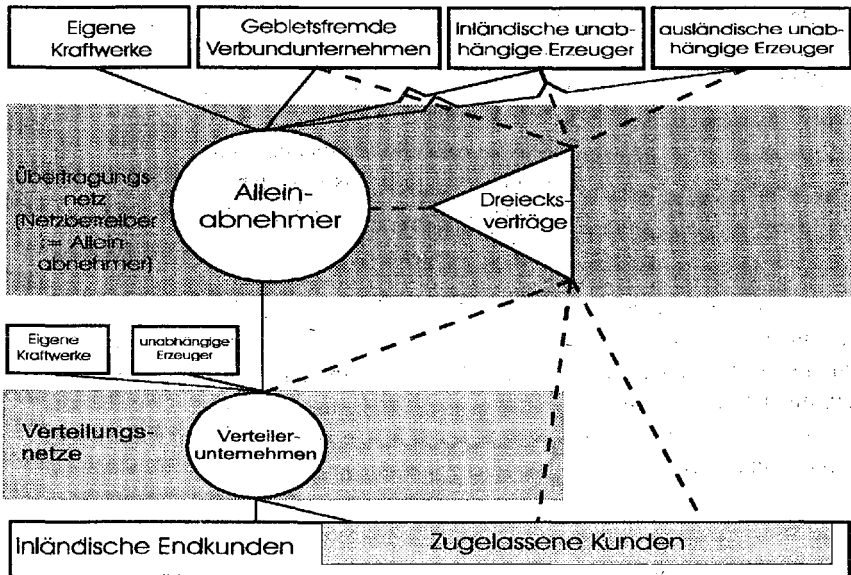 Eigene
Kraftwerke
Gebietsfremde
Verbundunternehmen
Inländische unab-
hängige Erzeuger
ausländische unab-
hängige Erzeuger
Übertragungs
netz
(Netzbetreiber
:= Allein-
abnehmer)
Allein-
abnehmer
Dreiecks-
verträge
Eigene
Kraftwerke
unabhängige
Erzeuger
Verteilungs-
netze
Verteiler-
unternehmen
Inländische Endkunden
Zugelassene Kunden